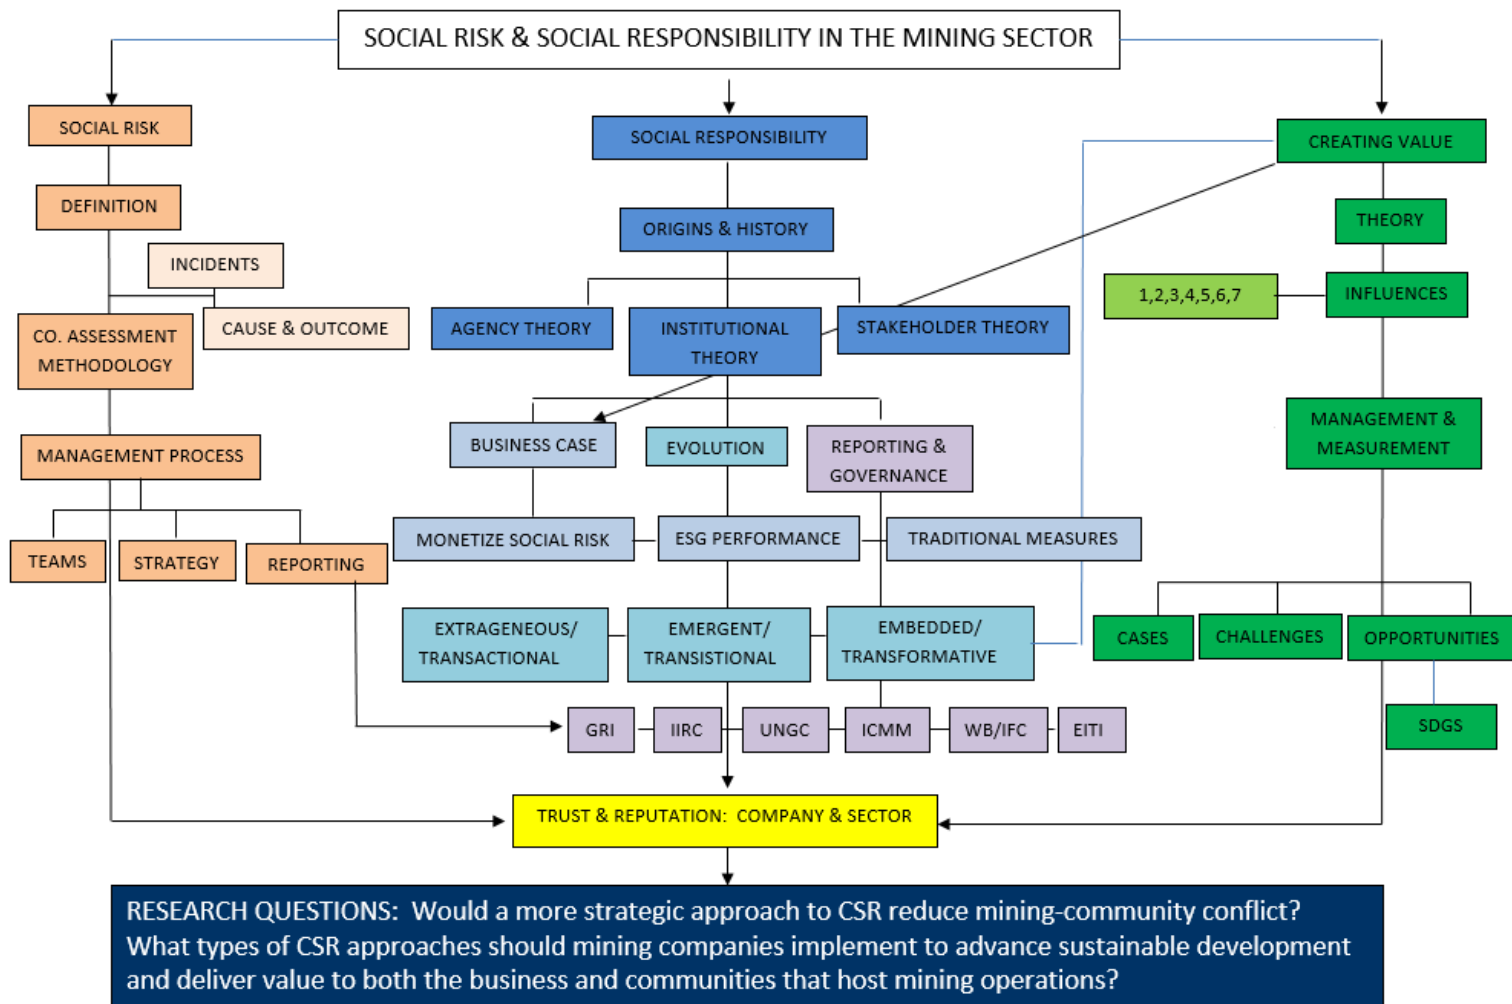 SOCIAL RISK & SOCIAL RESPONSIBILITY IN THE MINING SECTOR
SOCIAL RISK
SOCIAL RESPONSIBILITY
CREATING VALUE
DEFINITION
ORIGINS & HISTORY
THEORY
INCIDENTS
1,2,3,4,5,6,7
INFLUENCES
CAUSE & OUTCOME
CO. ASSESSMENT
METHODOLOGY
AGENCY THEORY
INSTITUTIONAL
THEORY
STAKEHOLDER THEORY
MANAGEMENT PROCESS
BUSINESS CASE
EVOLUTION
REPORTING &
GOVERNANCE
MANAGEMENT &
MEASUREMENT
TEAMS
STRATEGY
REPORTING
MONETIZE SOCIAL RISK
ESG PERFORMANCE
TRADITIONAL MEASURES
EXTRAGENEOUS/
TRANSACTIONAL
EMERGENT/
TRANSISTIONAL
EMBEDDED/
TRANSFORMATIVE
CASES
CHALLENGES
OPPORTUNITIES
GRI
IIRC
UNGC
ICMM
WB/IFC
EITI
SDGS
TRUST & REPUTATION: COMPANY & SECTOR
RESEARCH QUESTIONS: Would a more strategic approach to CSR reduce mining-community conflict?
What types of CSR approaches should mining companies implement to advance sustainable development
and deliver value to both the business and communities that host mining operations?